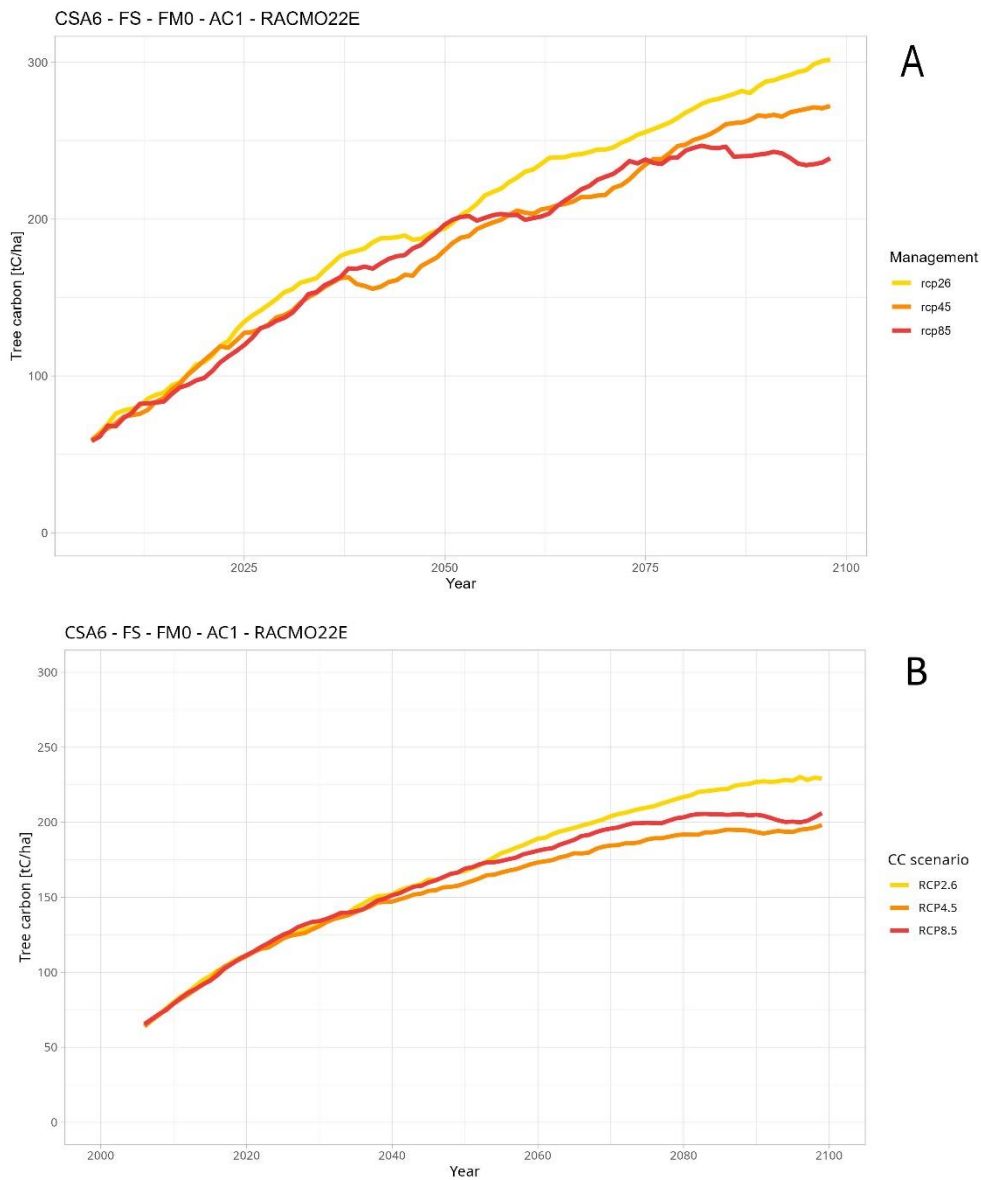 CSA6 - FS - FM0 - AC1 - RACMO22E
A
300
200
100
0
Tree carbon [tC/ha]
2025 2050 2075 2100
Year
Management
rcp26
rcp45
rcp85
CSA6 - FS - FM0 - AC1 - RACMO22E
B
300
250
200
150
100
50
0
Tree carbon [tC/ha]
2000 2020 2040 2060 2080 2100
Year
CC scenario
RCP2.6
RCP4.5
RCP8.5